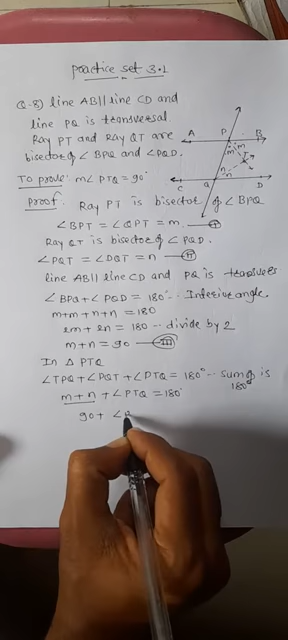 Practice set 3.1
Q-8) line AB || line CD and
line PQ is transversal.
Ray PT and Ray QT are
bisector of ∠BPQ and ∠PQD.
To prove: m∠PTQ = 90°
Proof. Ray PT is bisector of ∠BPQ
∠BPT = ∠QPT = m. — I
Ray QT is bisector of ∠PQD.
∠PQT = ∠DQT = n — II
line AB || line CD and PQ is
∠BPQ + ∠PQD = 180° --
m+m+n+n = 180
2m + 2n = 180 -- divide by 2
m+n = 90 — III
In △ PTQ
∠TPQ + ∠PQT + ∠PTQ = 180° -- sum of is
180°
m+n + ∠PTQ = 180°
90 + ∠
A P B
m m
T
n n
C Q D